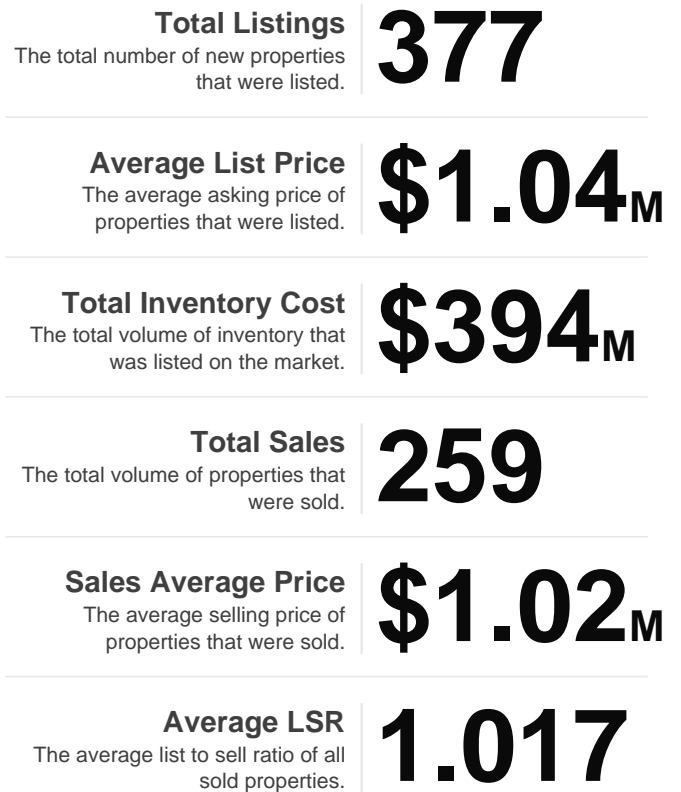 Total Listings
The total number of new properties
that were listed.
377
Average List Price
The average asking price of
properties that were listed.
$1.04M
Total Inventory Cost
The total volume of inventory that
was listed on the market.
$394M
Total Sales
The total volume of properties that
were sold.
259
Sales Average Price
The average selling price of
properties that were sold.
$1.02M
Average LSR
The average list to sell ratio of all
sold properties.
1.017